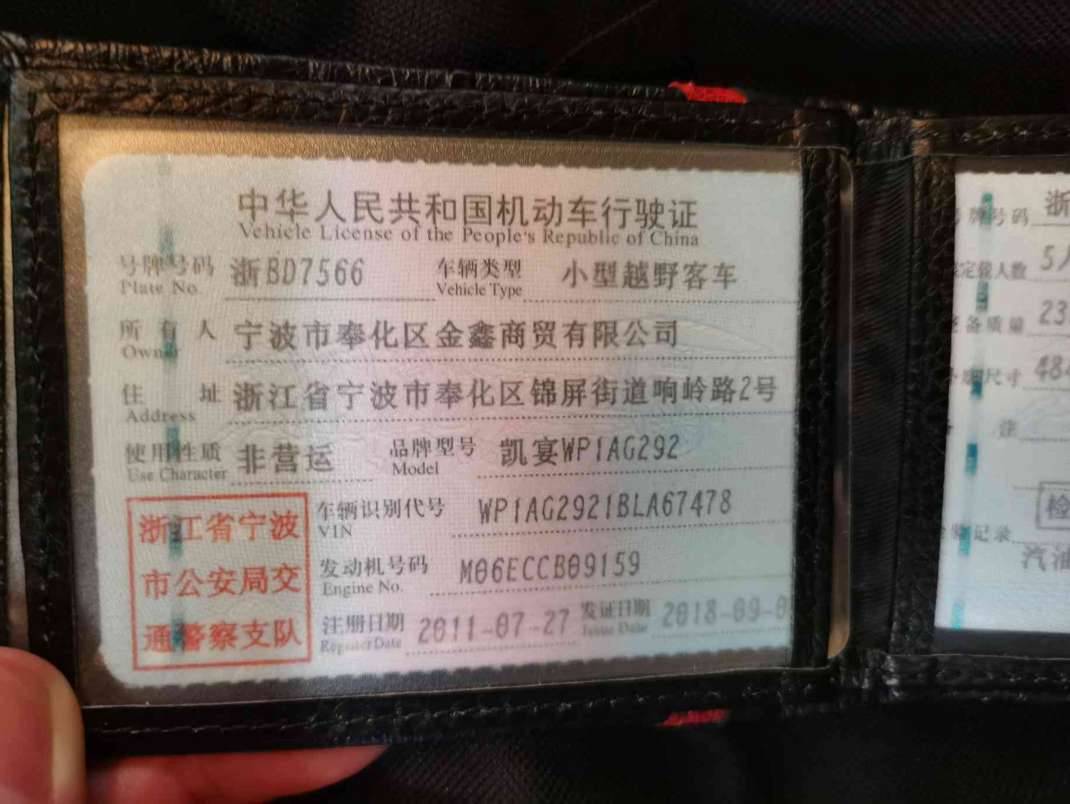 中华人民共和国机动车行驶证
Vehicle License of the People's Republic of China
号牌号码 浙BD7566 车辆类型 小型越野客车
Plate No. Vehicle Type
所有人 宁波市奉化区金鑫商贸有限公司
Owner
住址 浙江省宁波市奉化区锦屏街道响岭路2号
Address
使用性质 非营运 品牌型号 凯宴WP1AG292
Use Character Model
浙江省宁波
市公安局交
通警察支队
车辆识别代号 WP1AG2921BLA67478
VIN
发动机号码 M06ECCB09159
Engine No.
注册日期 2011-07-27 发证日期 2018-09-0
Register Date Issue Date
号牌号码 浙
定载人数 5人
备质量 23
尺寸 484
注
检
记录
汽油